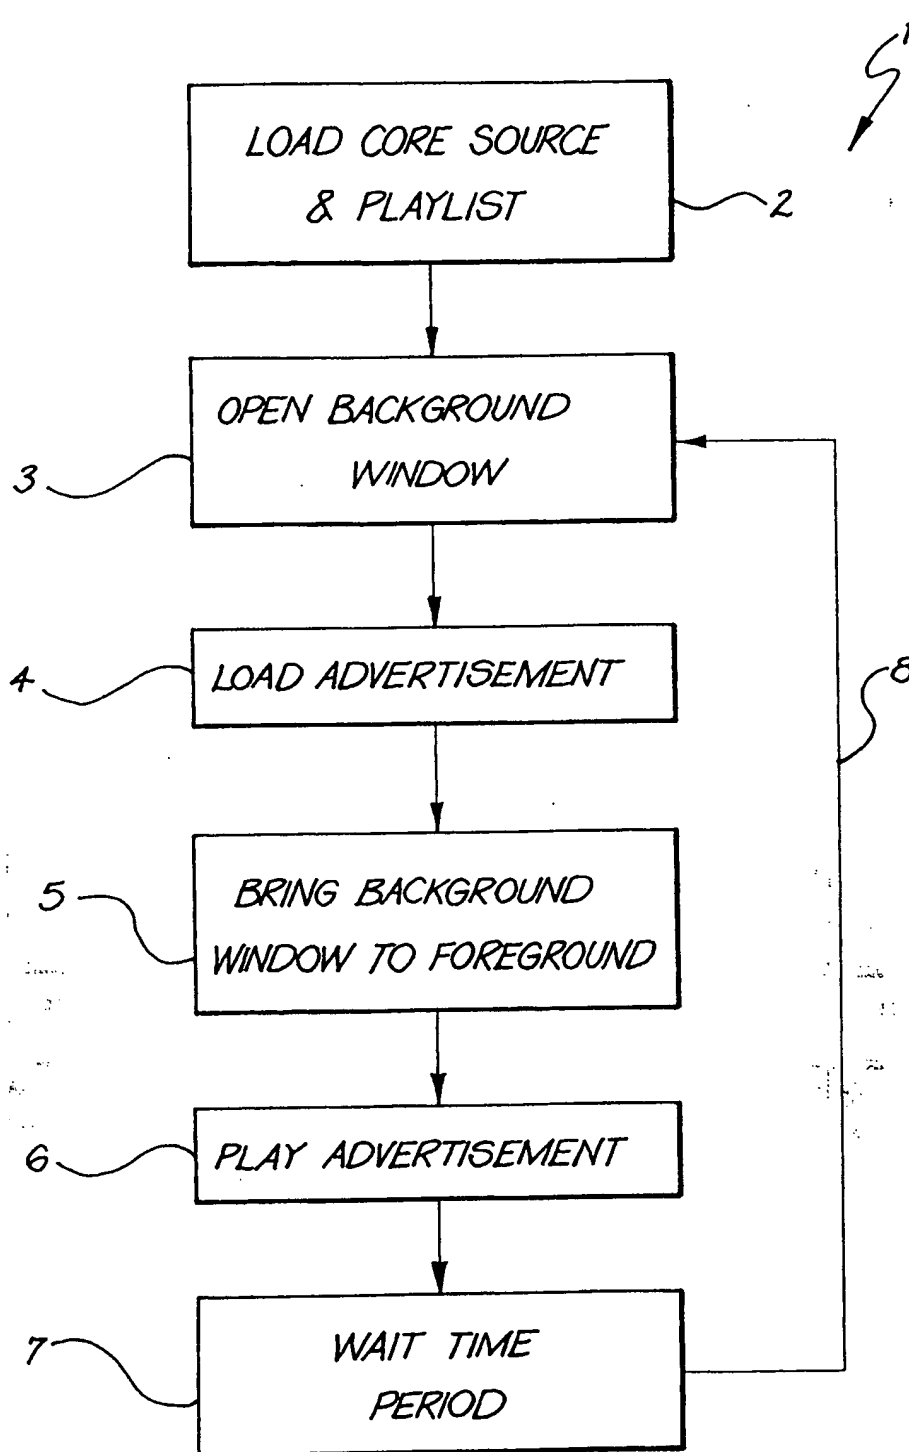 1
LOAD CORE SOURCE
& PLAYLIST
2
OPEN BACKGROUND
WINDOW
3
4
LOAD ADVERTISEMENT
8
5
BRING BACKGROUND
WINDOW TO FOREGROUND
6
PLAY ADVERTISEMENT
7
WAIT TIME
PERIOD